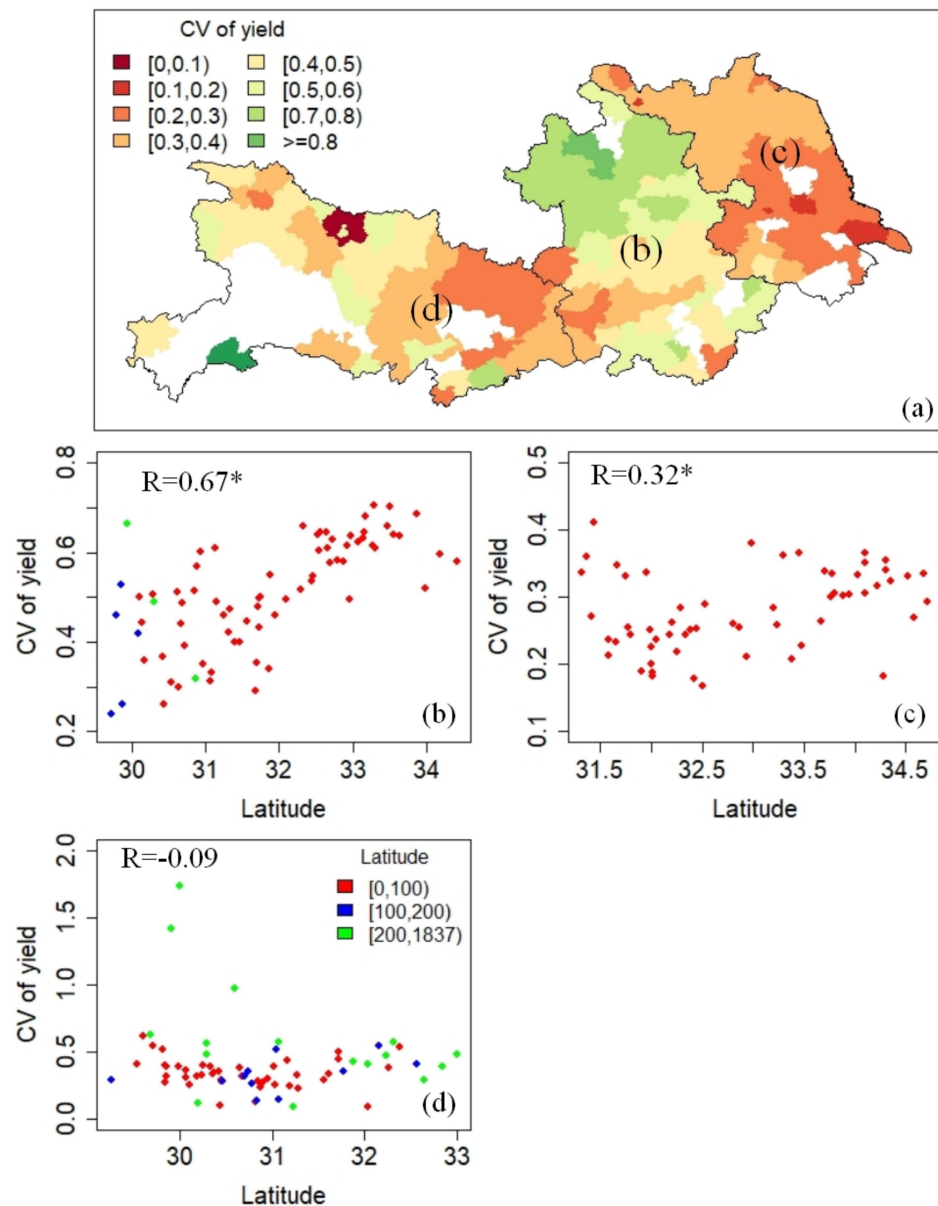 CV of yield
[0,0.1) [0.4,0.5)
[0.1,0.2) [0.5,0.6)
[0.2,0.3) [0.7,0.8)
[0.3,0.4) >=0.8
(c)
(b)
(d)
(a)
R=0.67*
CV of yield
0.8
0.6
0.4
0.2
(b)
30 31 32 33 34
Latitude
R=0.32*
CV of yield
0.5
0.4
0.3
0.2
0.1
(c)
31.5 32.5 33.5 34.5
Latitude
R=-0.09
Latitude
[0,100)
[100,200)
[200,1837)
CV of yield
2.0
1.5
1.0
0.5
0.0
(d)
30 31 32 33
Latitude